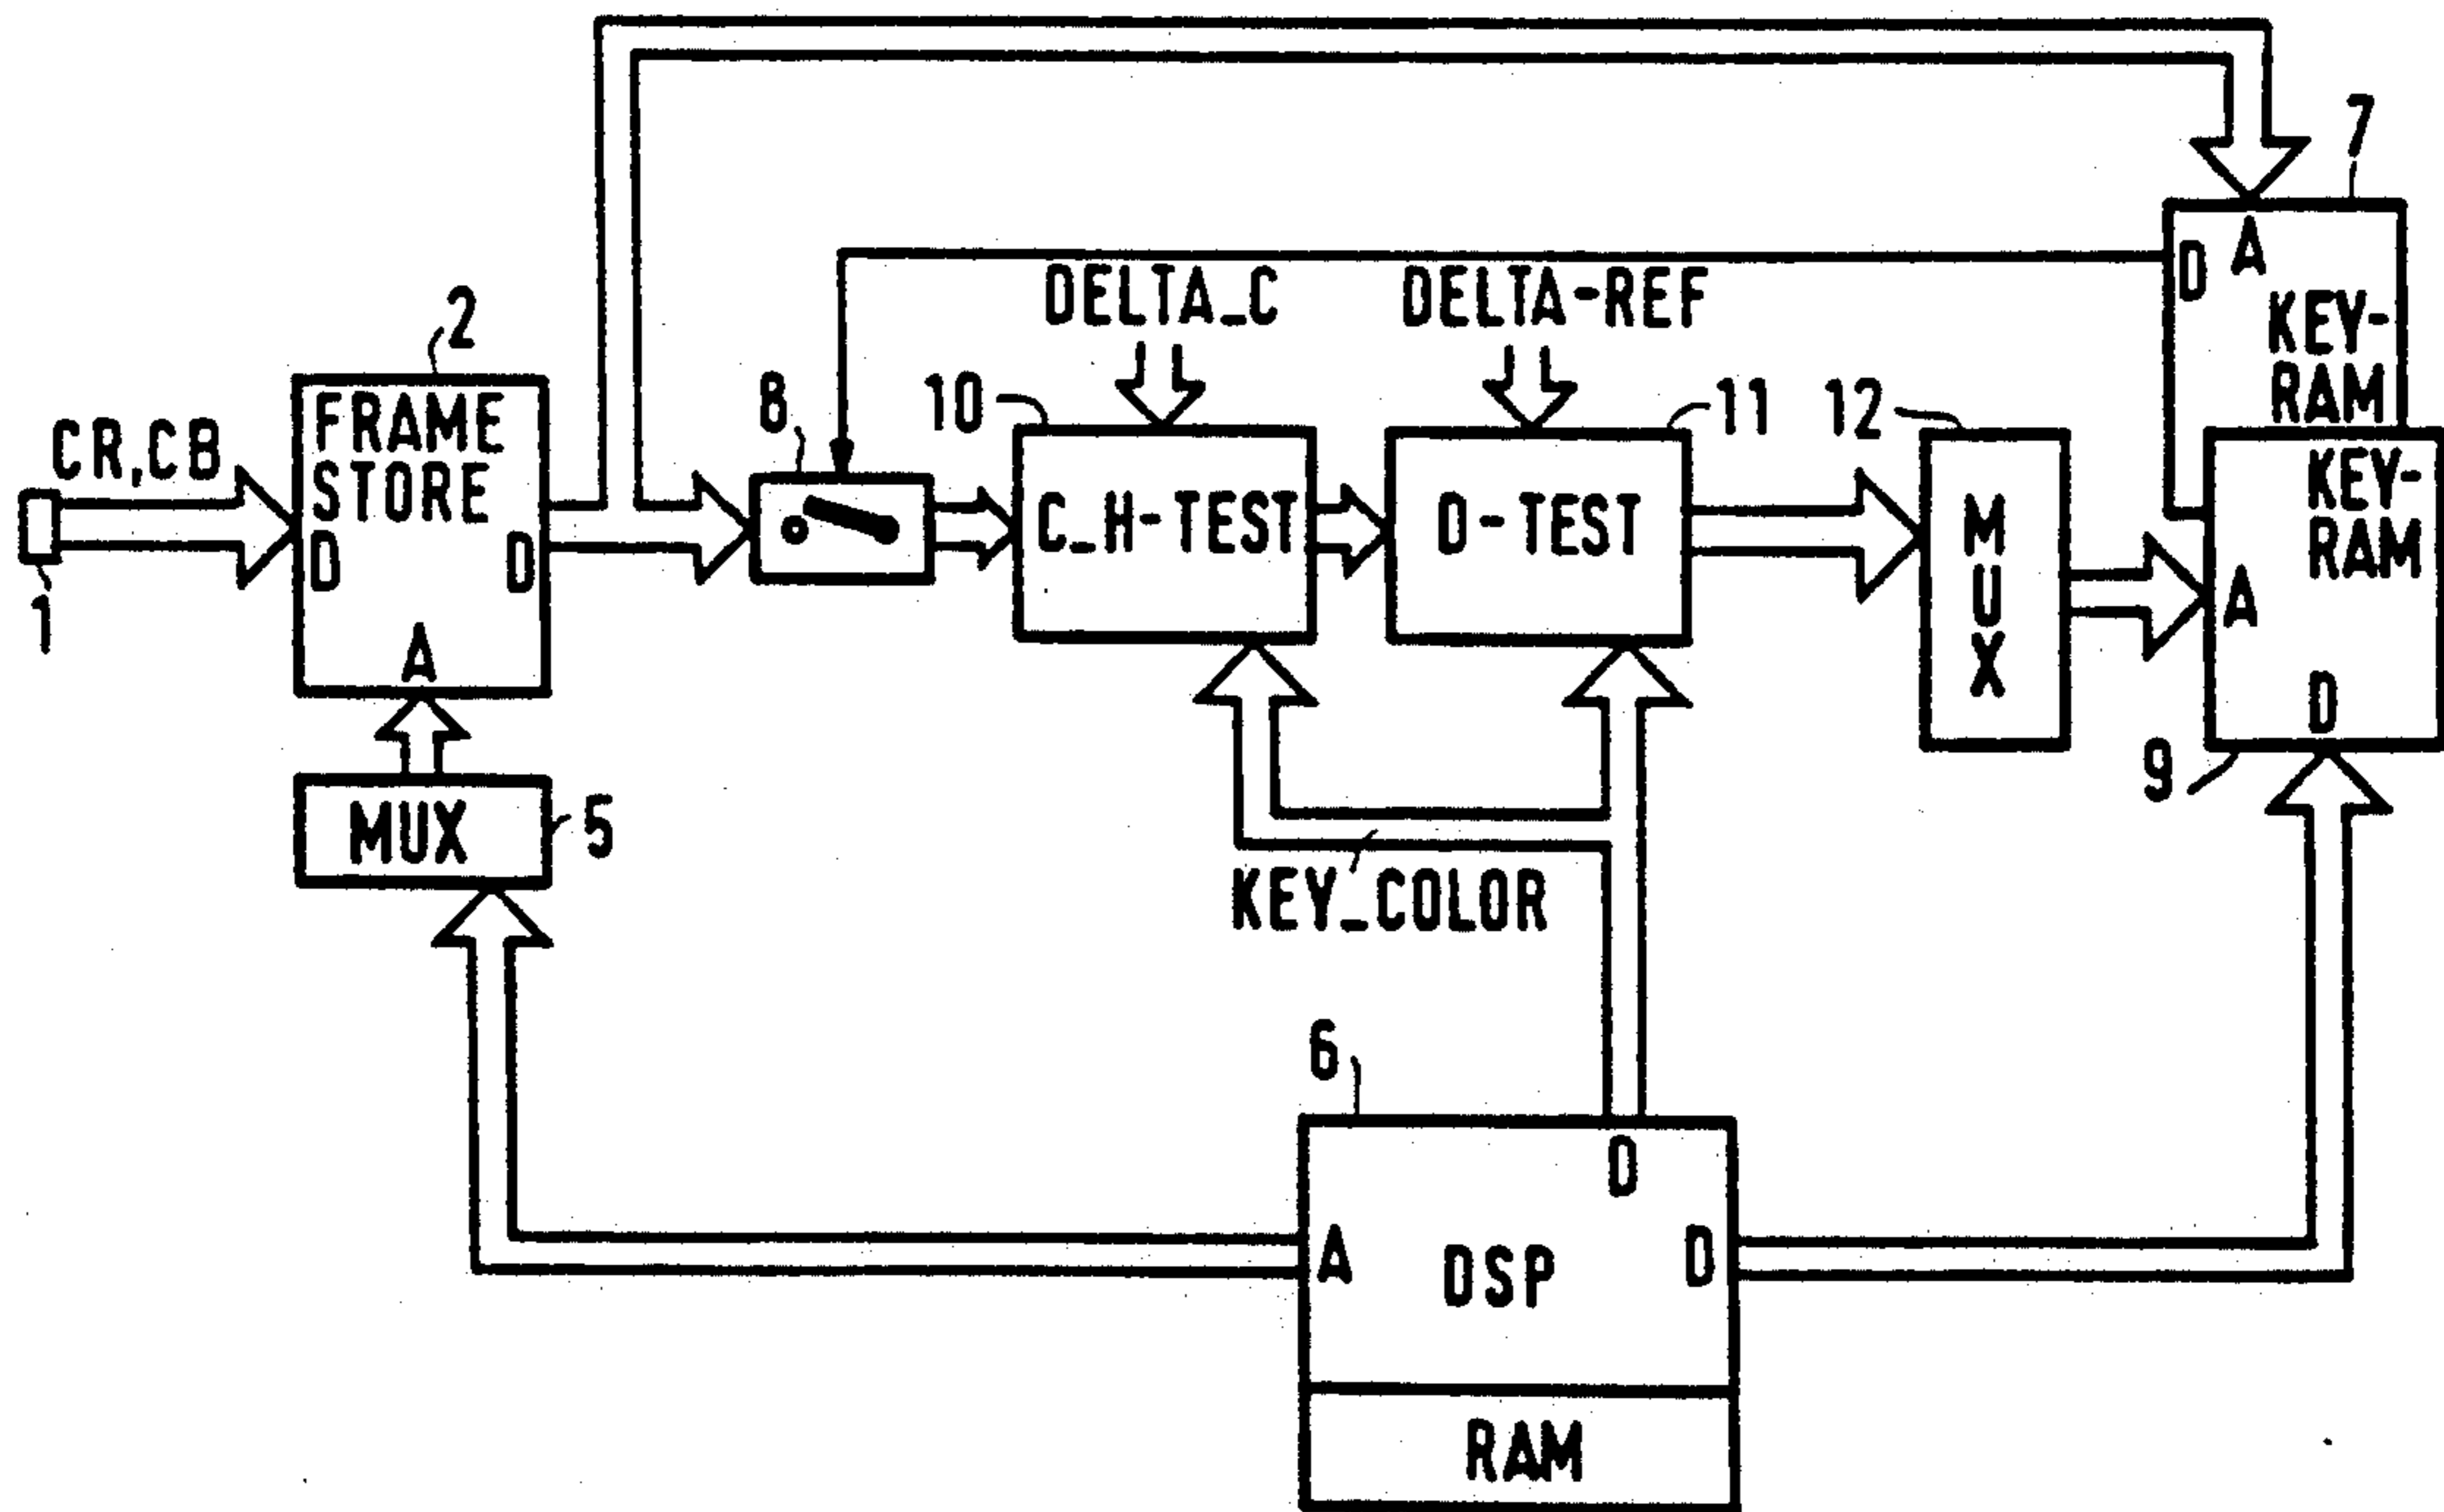 7
D
A
KEY-
RAM
DELTA_C
DELTA-REF
2
8
10
11
12
CR,CB
FRAME
STORE
D
D
A
C_H-TEST
D-TEST
M
U
X
KEY-
RAM
A
D
1
9
MUX
5
KEY_COLOR
6
D
A
DSP
D
RAM